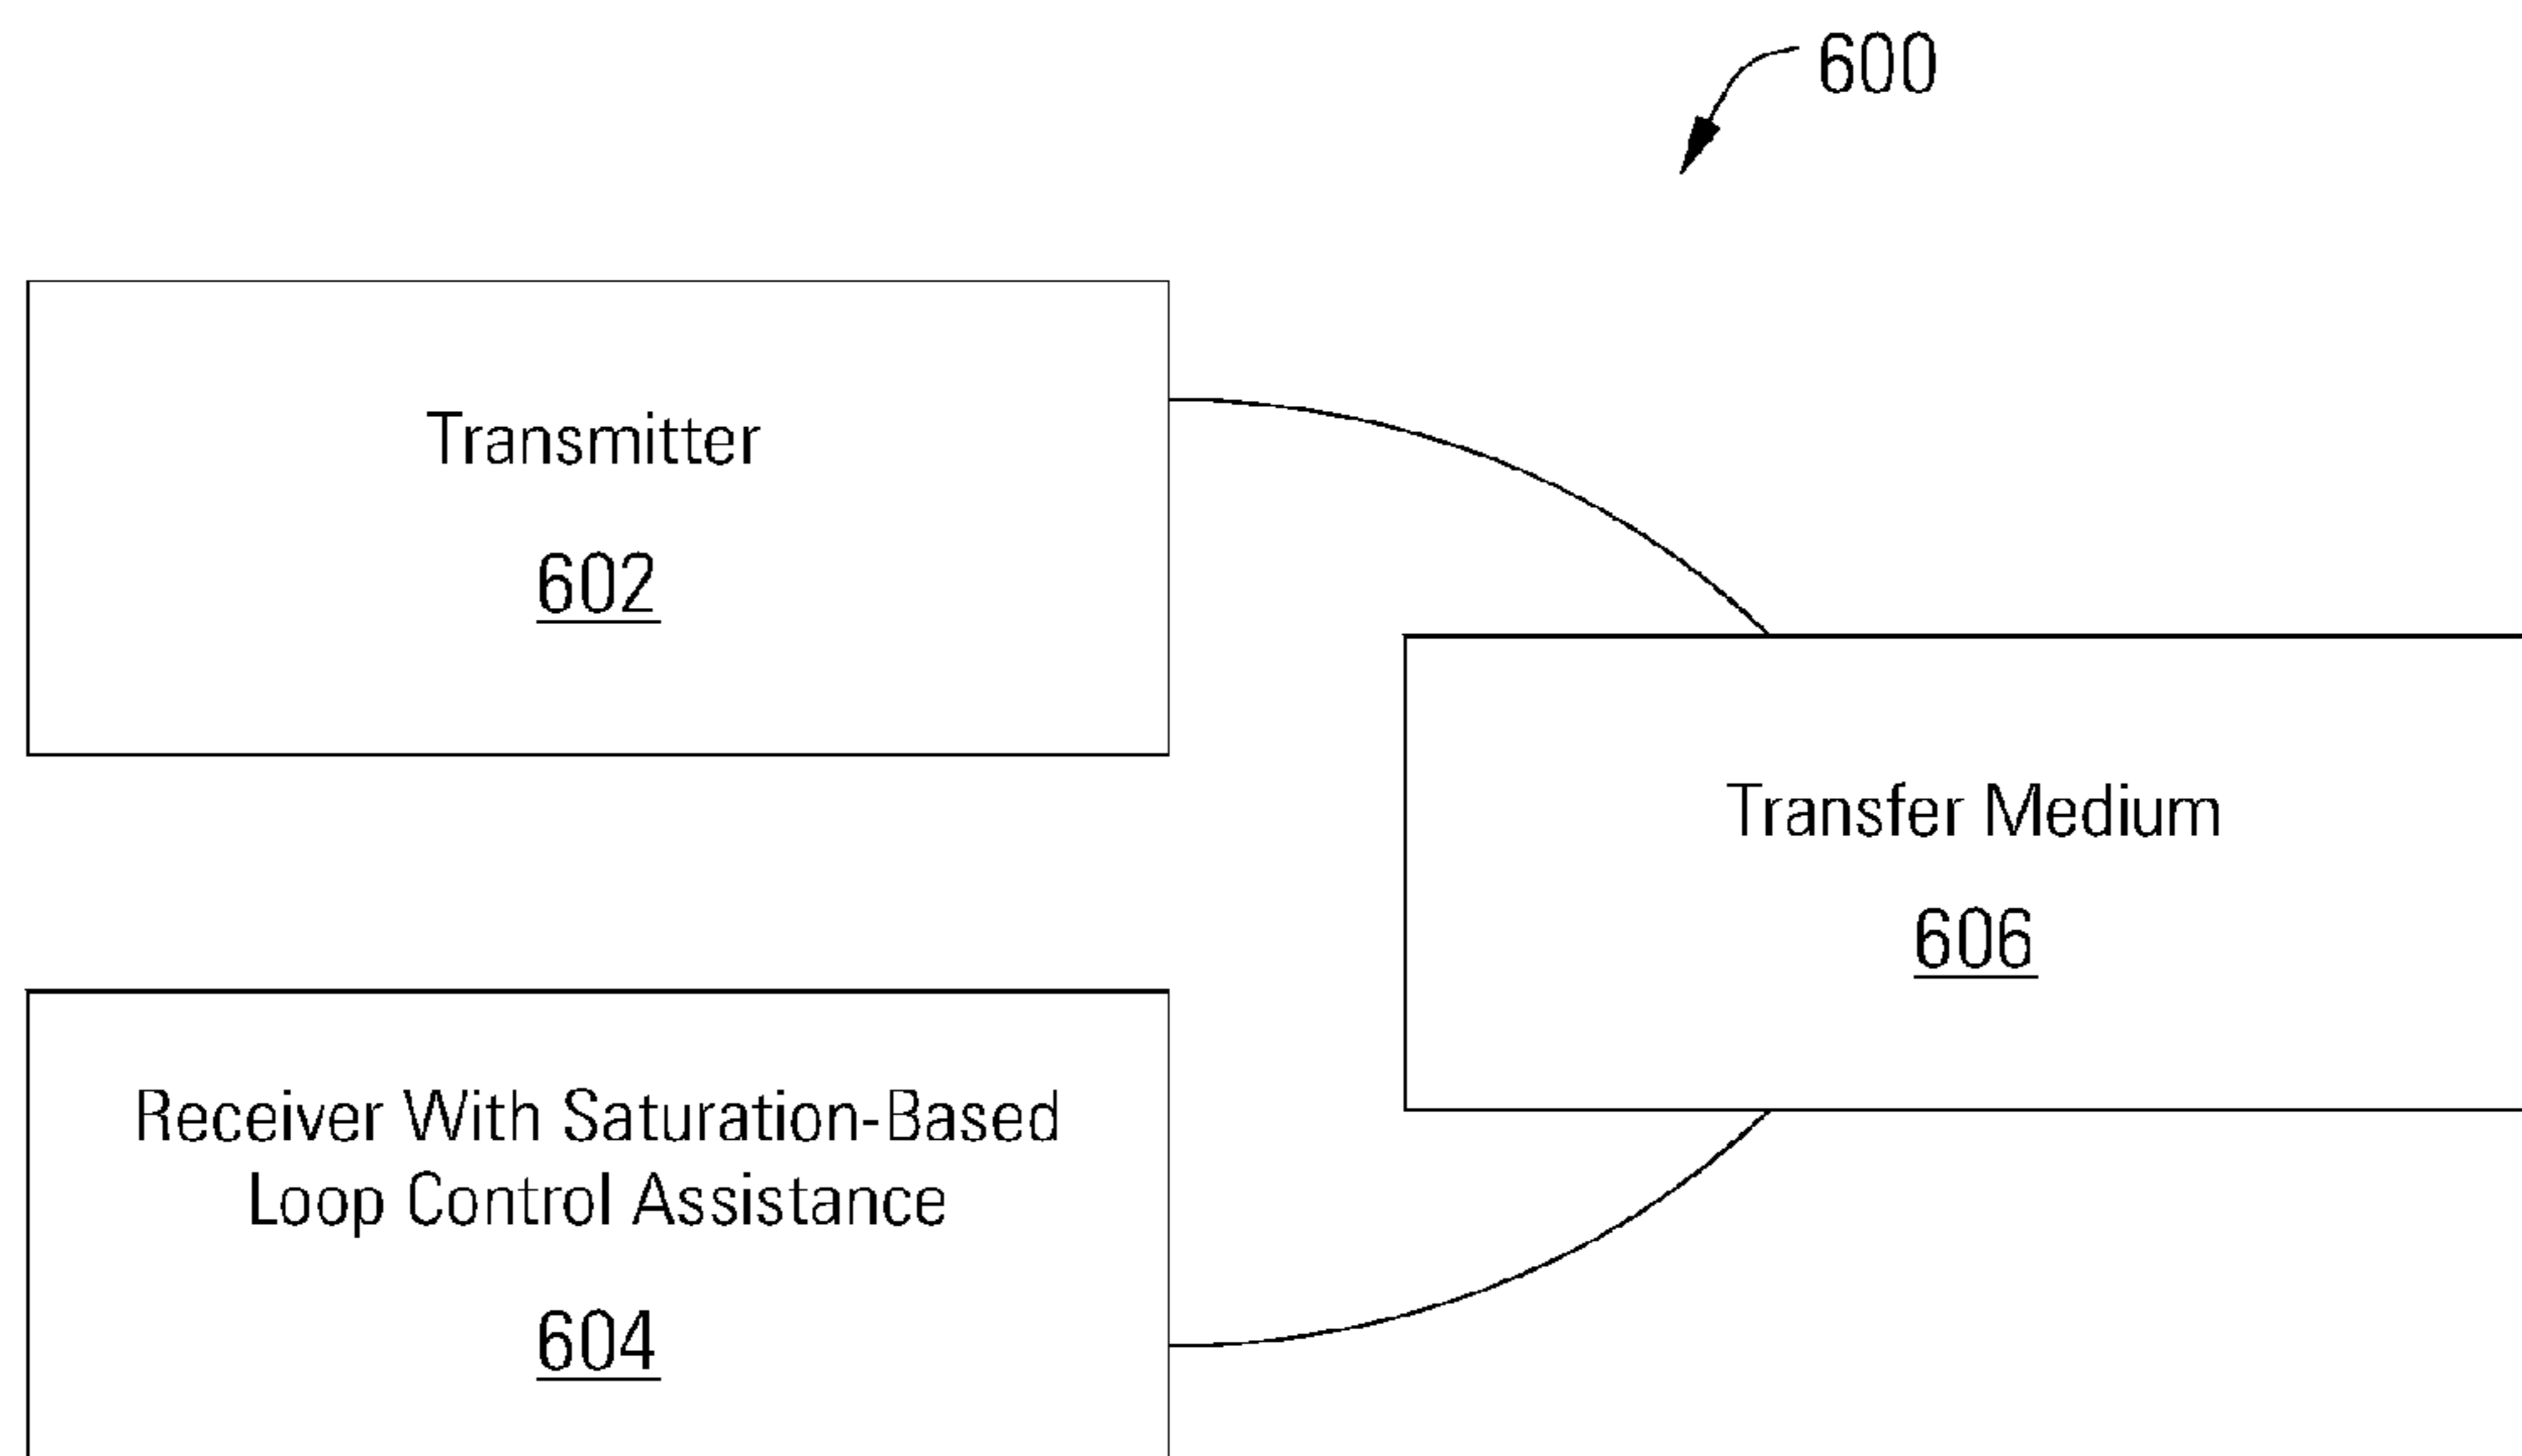 600
Transmitter
602
Transfer Medium
606
Receiver With Saturation-Based
Loop Control Assistance
604